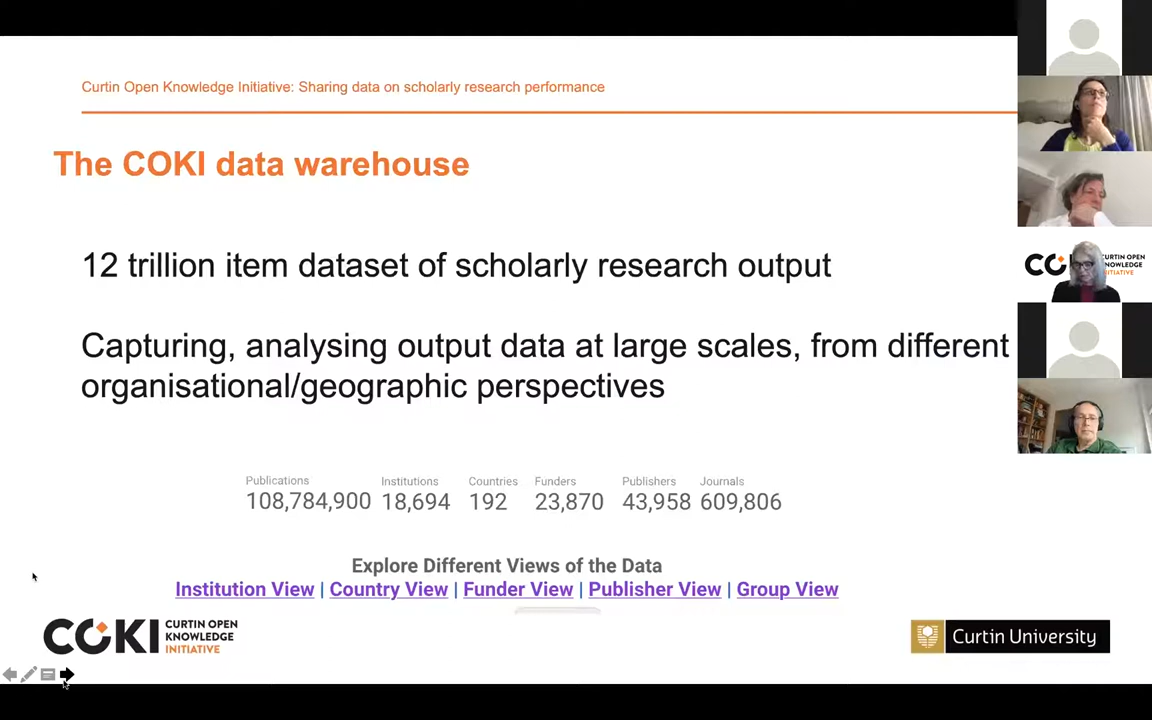 Curtin Open Knowledge Initiative: Sharing data on scholarly research performance
The COKI data warehouse
12 trillion item dataset of scholarly research output
Capturing, analysing output data at large scales, from different
organisational/geographic perspectives
Publications Institutions Countries Funders Publishers Journals
108,784,900 18,694 192 23,870 43,958 609,806
Explore Different Views of the Data
Institution View | Country View | Funder View | Publisher View | Group View
COKI CURTIN OPEN
KNOWLEDGE
INITIATIVE
Curtin University
CURTIN OPEN
INITIATIVE